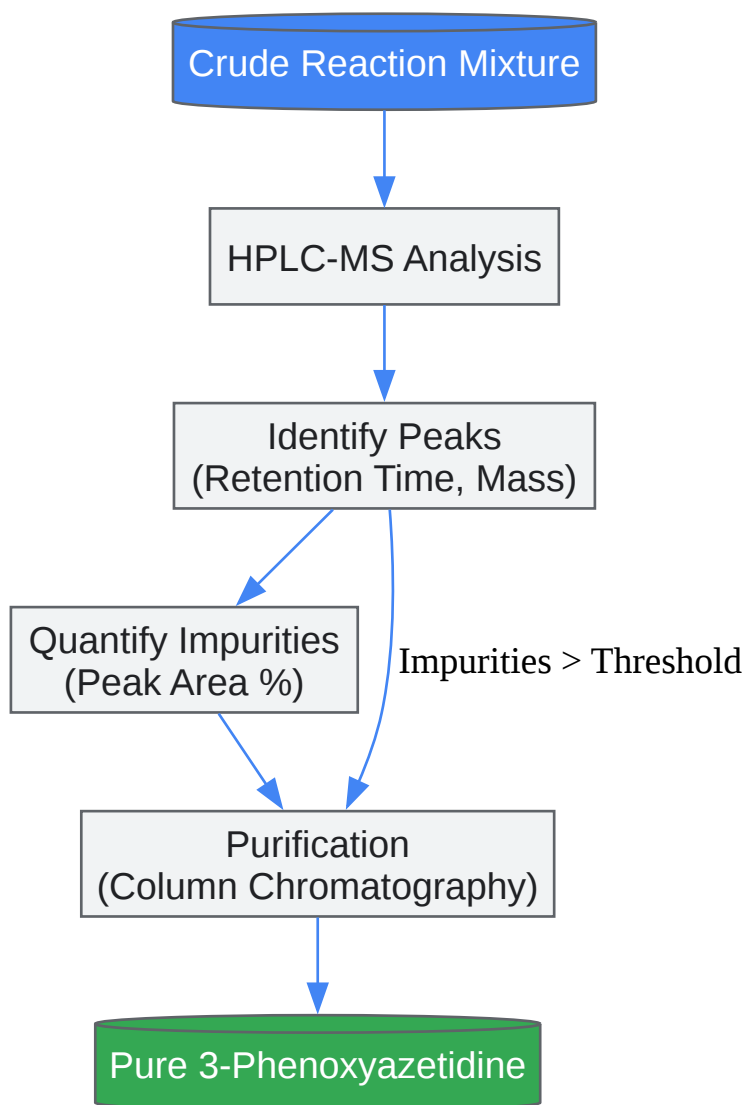 Crude Reaction Mixture
HPLC-MS Analysis
Identify Peaks
(Retention Time, Mass)
Quantify Impurities
(Peak Area %)
Impurities > Threshold
Purification
(Column Chromatography)
Pure 3-Phenoxyazetidine